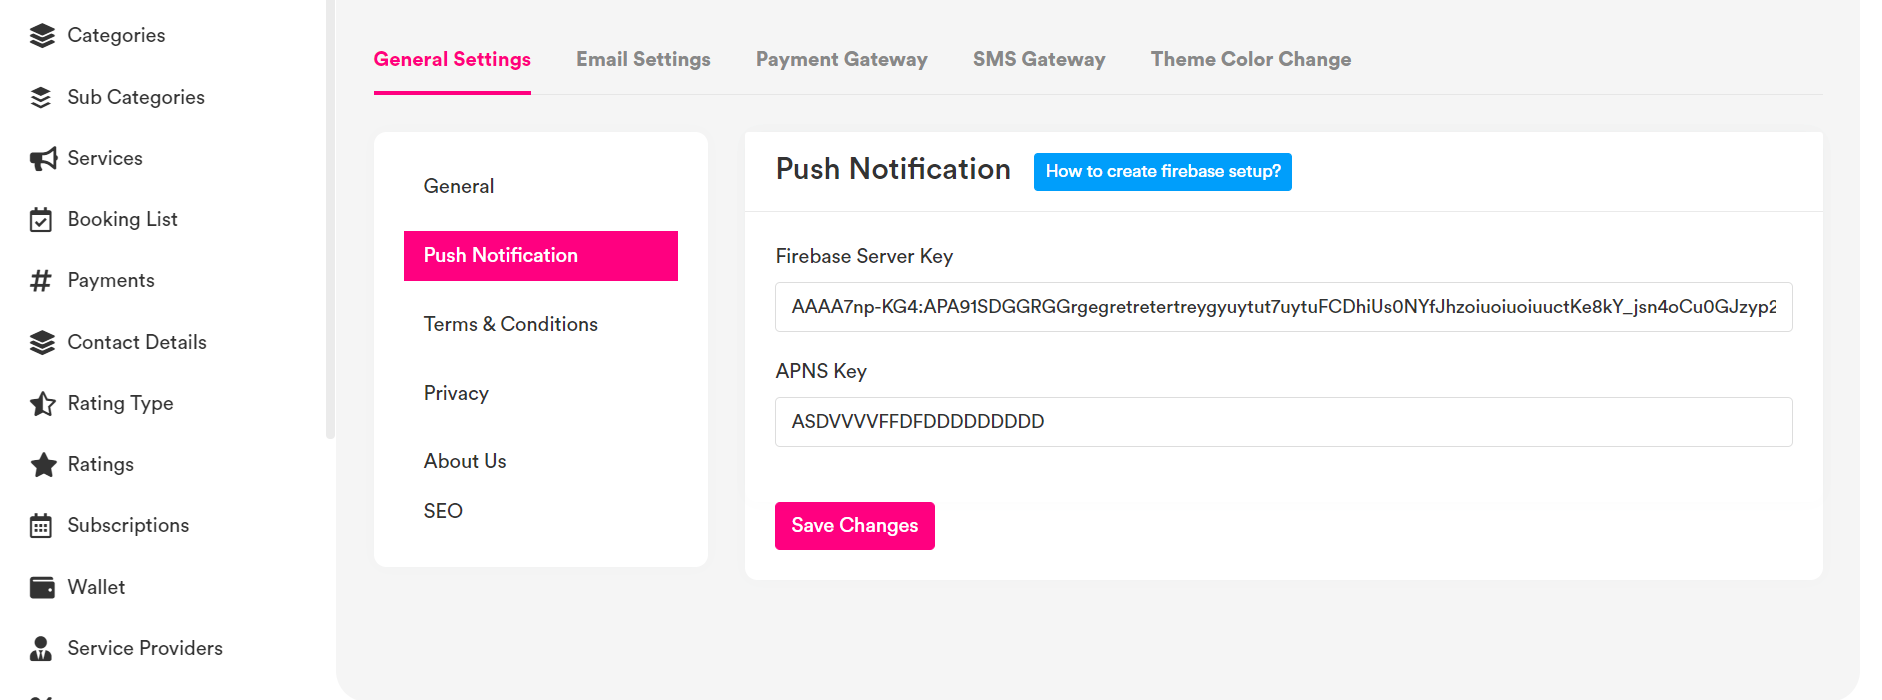 Categories
Sub Categories
Services
Booking List
Payments
Contact Details
Rating Type
Ratings
Subscriptions
Wallet
Service Providers
General Settings
Email Settings
Payment Gateway
SMS Gateway
Theme Color Change
General
Push Notification
Terms & Conditions
Privacy
About Us
SEO
Push Notification
How to create firebase setup?
Firebase Server Key
AAAA7np-KG4:APA91SDGGRGGrgegretretertreygyuytut7uytuFCDhiUs0NYfJhzoiuoiuoiuuctKe8kY_jsn4oCu0GJzyp2
APNS Key
ASDVVVVFFDFDDDDDDDDD
Save Changes